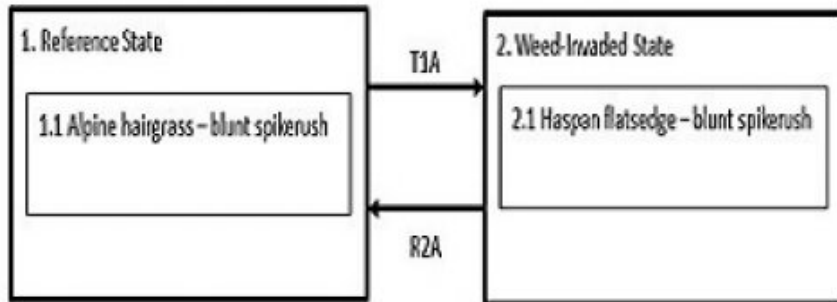 1. Reference State
1.1 Alpine hairgrass – blunt spikerush
T1A
R2A
2. Weed-Invaded State
2.1 Haspan flatsedge – blunt spikerush